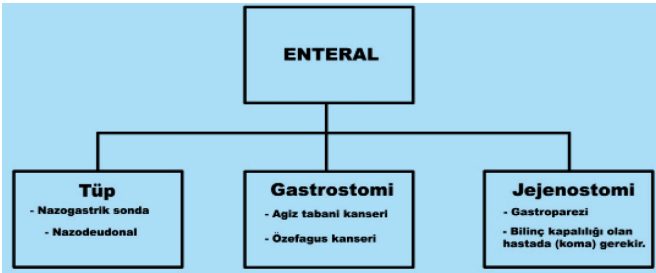 ENTERAL
Tüp
- Nazogastrik sonda
- Nazodeudonal
Gastrostomi
- Agiz tabani kanseri
- Özefagus kanseri
Jejenostomi
- Gastroparezi
- Bilinç kapalılığı olan
hastada (koma) gerekir.